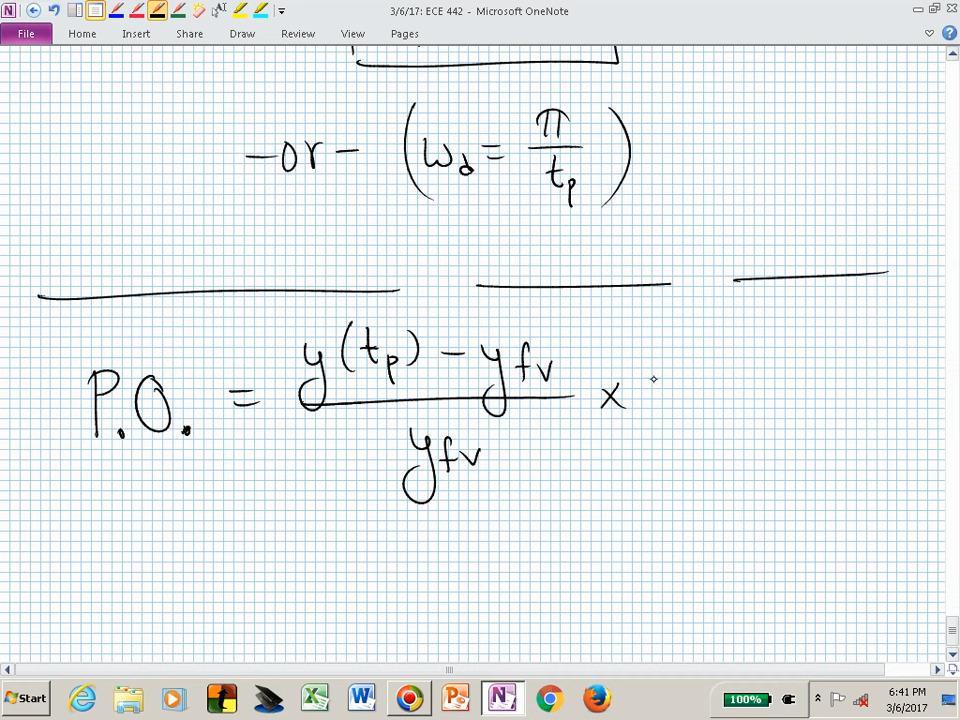 3/6/17: ECE 442 - Microsoft OneNote
File Home Insert Share Draw Review View Pages
-or- (ω_d = π / t_p)
P.O. = y(t_p) - y_fv / y_fv x
Start
100%
6:41 PM
3/6/2017